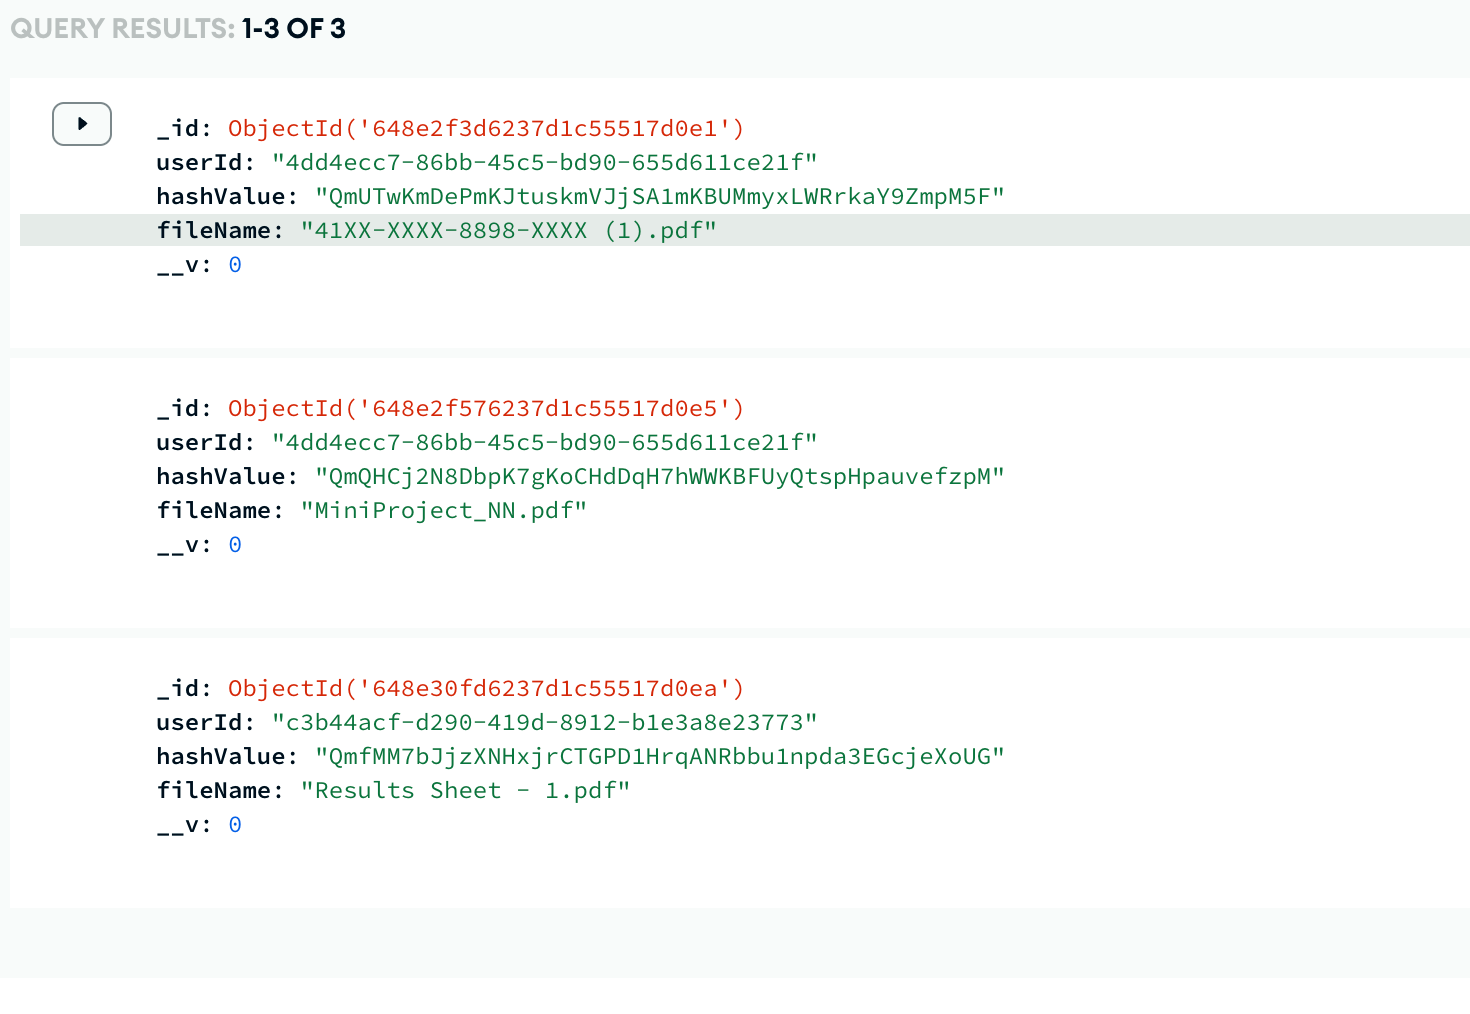 QUERY RESULTS: 1-3 OF 3
_id: ObjectId('648e2f3d6237d1c55517d0e1')
userId: "4dd4ecc7-86bb-45c5-bd90-655d611ce21f"
hashValue: "QmUTwKmDePmKJtuskmVJjSA1mKBUMmyxLWRrkaY9ZmpM5F"
fileName: "41XX-XXXX-8898-XXXX (1).pdf"
__v: 0
_id: ObjectId('648e2f576237d1c55517d0e5')
userId: "4dd4ecc7-86bb-45c5-bd90-655d611ce21f"
hashValue: "QmQHCj2N8DbpK7gKoCHdDqH7hWWKBFUyQtspHpauvefzpM"
fileName: "MiniProject_NN.pdf"
__v: 0
_id: ObjectId('648e30fd6237d1c55517d0ea')
userId: "c3b44acf-d290-419d-8912-b1e3a8e23773"
hashValue: "QmfMM7bJjzXNHxjrCTGPD1HrqANRbbu1npda3EGcjeXoUG"
fileName: "Results Sheet - 1.pdf"
__v: 0